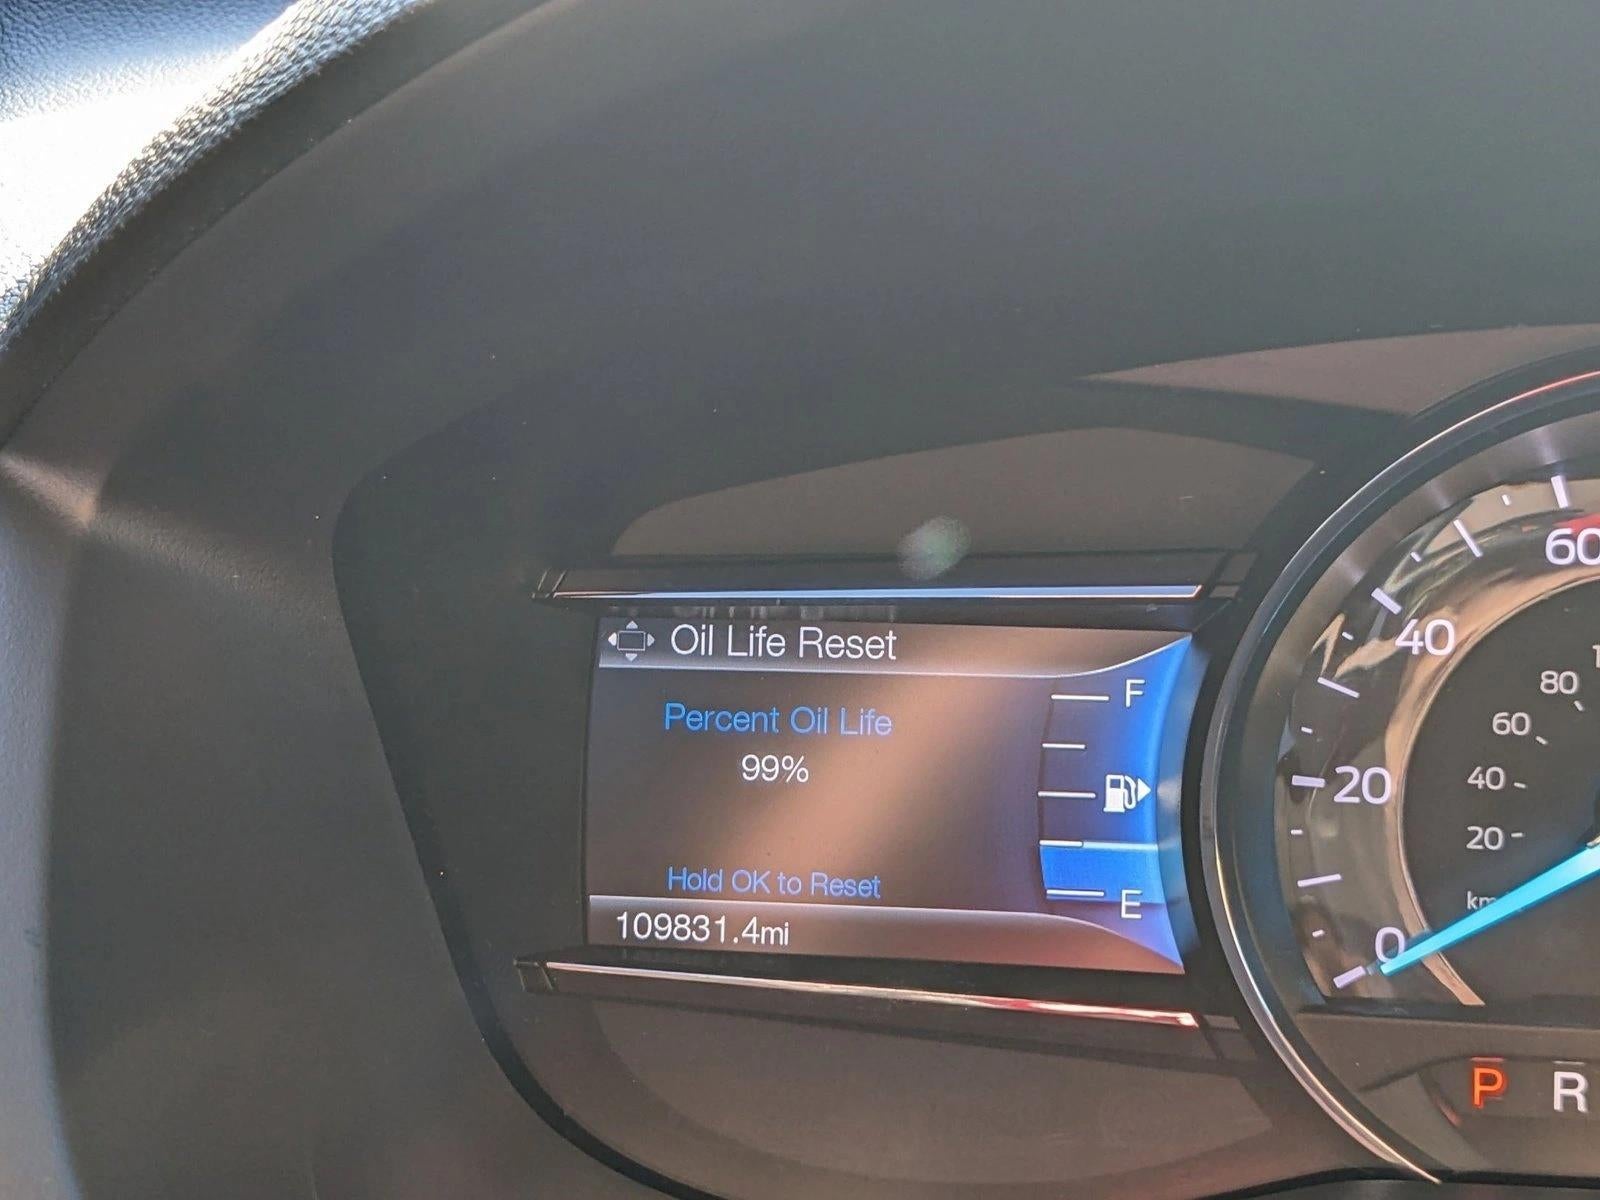 Oil Life Reset
Percent Oil Life
99%
Hold OK to Reset
109831.4mi
F
E
60
40
20
0
80
60
40
20
P R